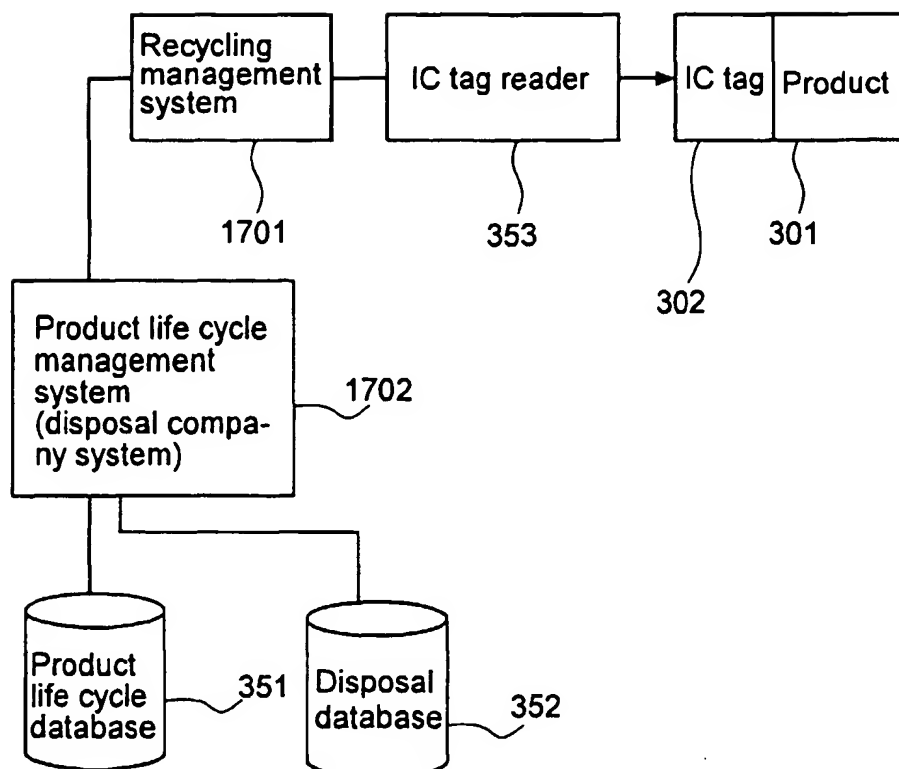 Recycling
management
system
IC tag reader
IC tag
Product
1701
353
302
301
Product life cycle
management
system
(disposal compa-
ny system)
1702
Product
life cycle
database
351
Disposal
database
352